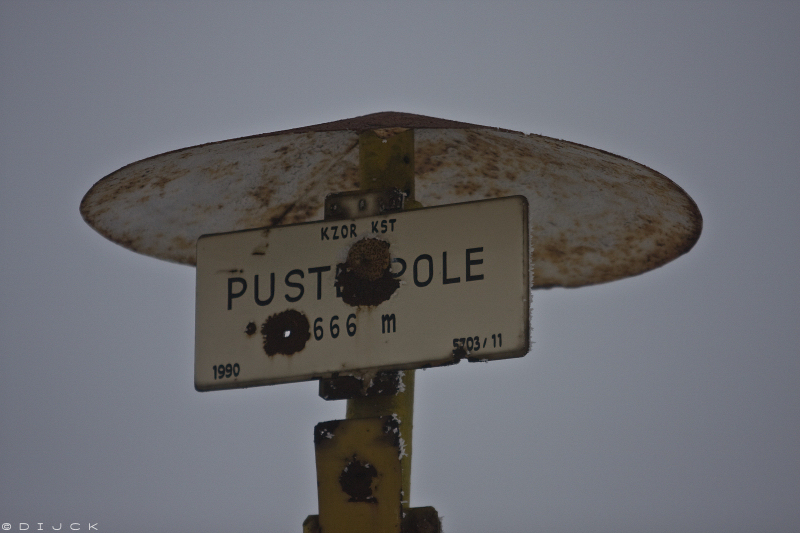 KZOR KST
POLE
666 m
1990 5703/11
© DIJCK